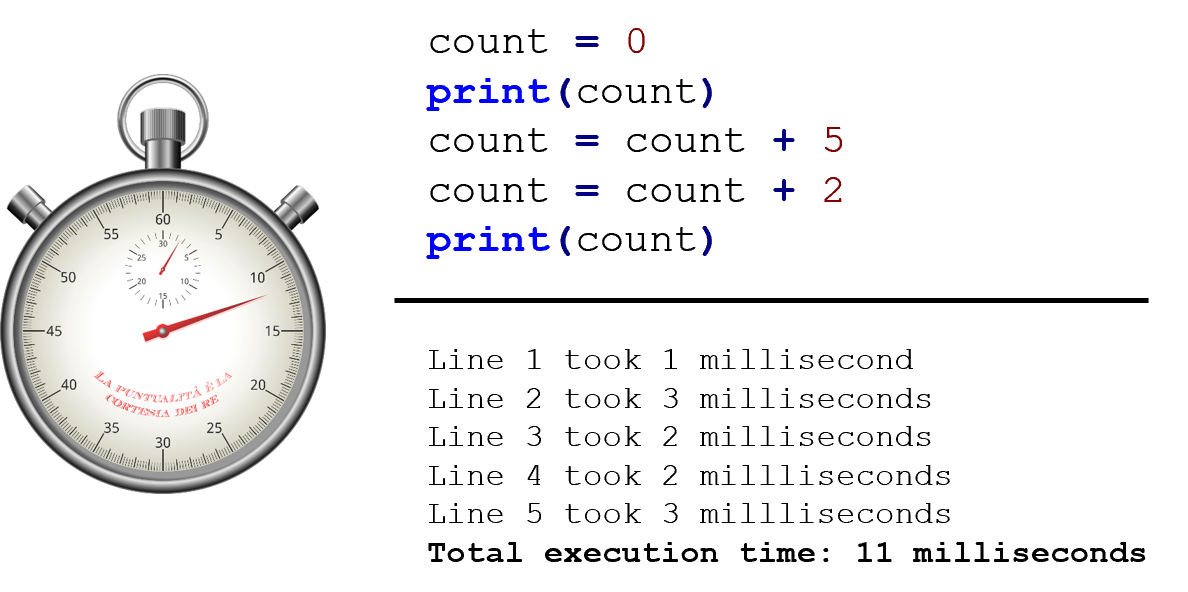 count = 0
print(count)
count = count + 5
count = count + 2
print(count)
60
55
5
50
10
45
15
40
20
35
25
30
30
25
5
20
10
15
LA PUNTUALITÀ É LA
CORTESIA DEI RE
Line 1 took 1 millisecond
Line 2 took 3 milliseconds
Line 3 took 2 milliseconds
Line 4 took 2 millliseconds
Line 5 took 3 millliseconds
Total execution time: 11 milliseconds